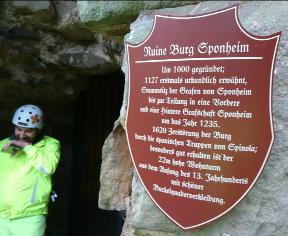 Ruine Burg Sponheim
Um 1000 gegründet;
1127 erstmals urkundlich erwähnt,
Stammsitz der Grafen von Sponheim
bis zur Teilung in eine Vordere
und eine Hintere Grafschaft Sponheim
um das Jahr 1235.
1620 Zerstörung der Burg
durch die spanischen Truppen von Spinola;
besonders gut erhalten ist der
22m hohe Wohnturm
aus dem Anfang des 13. Jahrhunderts
mit schöner
Buckelquaderverkleidung.